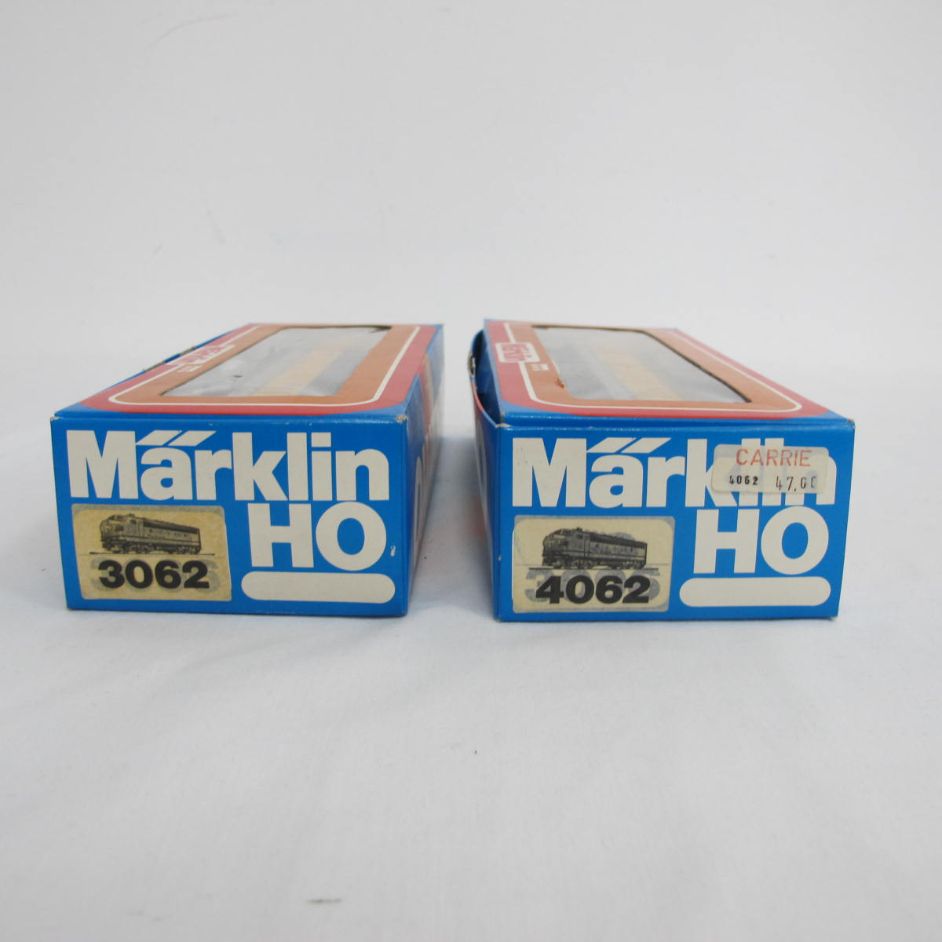 Märklin
HO
3062
Märklin
HO
4062
CARRIE
4062 47.00